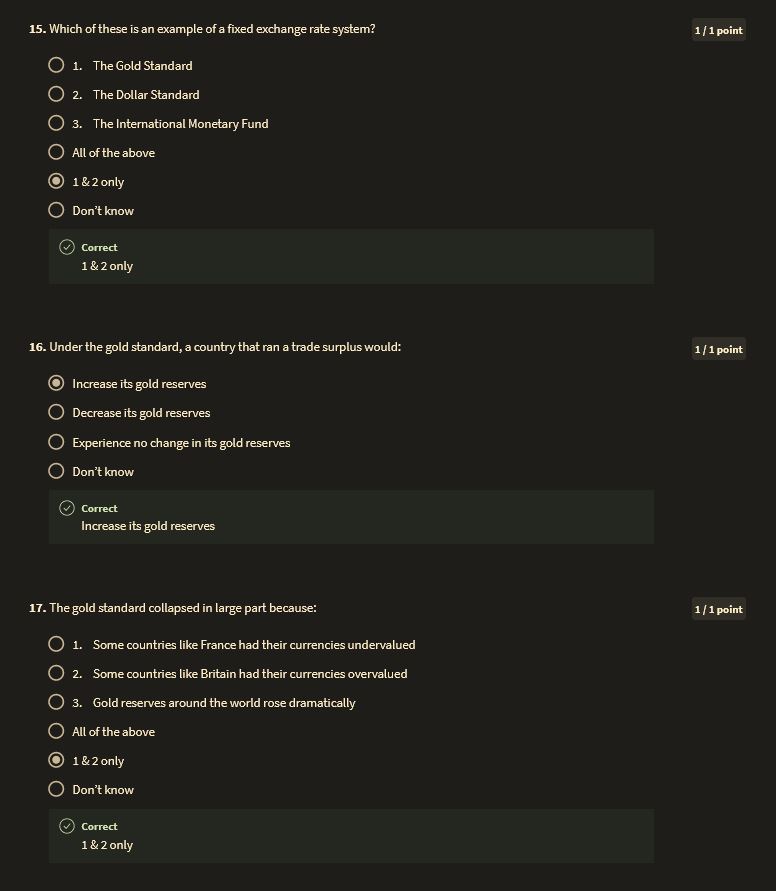 15. Which of these is an example of a fixed exchange rate system?
1 / 1 point
1. The Gold Standard
2. The Dollar Standard
3. The International Monetary Fund
All of the above
1 & 2 only
Don't know
Correct
1 & 2 only
16. Under the gold standard, a country that ran a trade surplus would:
1 / 1 point
Increase its gold reserves
Decrease its gold reserves
Experience no change in its gold reserves
Don't know
Correct
Increase its gold reserves
17. The gold standard collapsed in large part because:
1 / 1 point
1. Some countries like France had their currencies undervalued
2. Some countries like Britain had their currencies overvalued
3. Gold reserves around the world rose dramatically
All of the above
1 & 2 only
Don't know
Correct
1 & 2 only